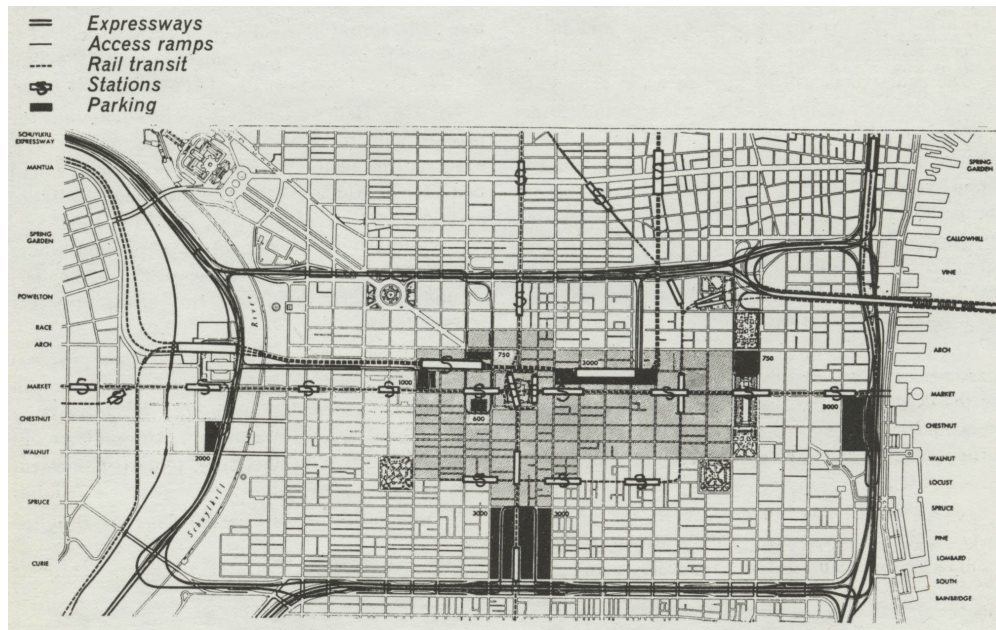 Expressways
Access ramps
Rail transit
Stations
Parking
SCHUYLKILL
EXPRESSWAY
MANTUA
SPRING
GARDEN
POWELTON
RACE
ARCH
MARKET
CHESTNUT
WALNUT
SPRUCE
CURIE
SPRING
GARDEN
CALLOWHILL
VINE
ARCH
MARKET
CHESTNUT
WALNUT
LOCUST
SPRUCE
PINE
LOMBARD
SOUTH
BAINBRIDGE
River
Schuylkill
750
3000
750
1000
600
2000
3000
3000